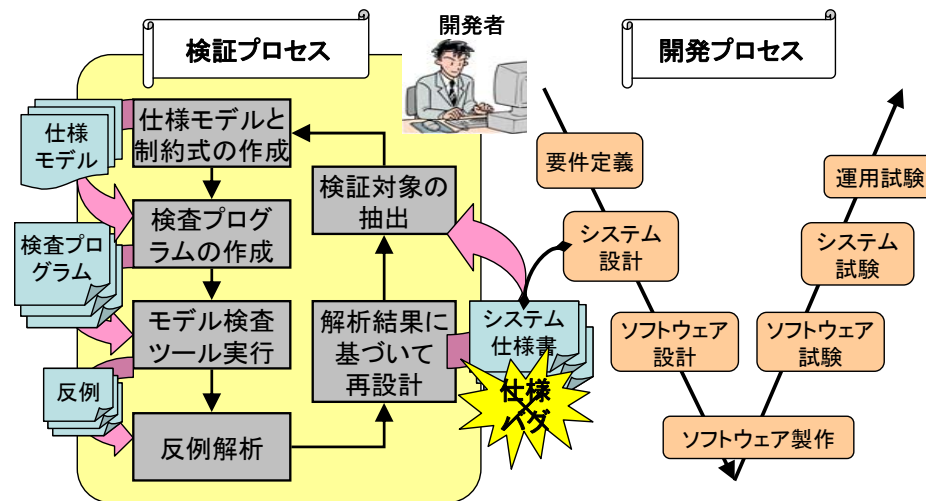 検証プロセス
開発者
開発プロセス
仕様
モデル
仕様モデルと
制約式の作成
検査プログ
ラムの作成
検査プロ
グラム
モデル検査
ツール実行
反例
反例解析
検証対象の
抽出
解析結果に
基づいて
再設計
システム
仕様書
仕様
バグ
要件定義
システム
設計
ソフトウェア
設計
ソフトウェア製作
ソフトウェア
試験
システム
試験
運用試験